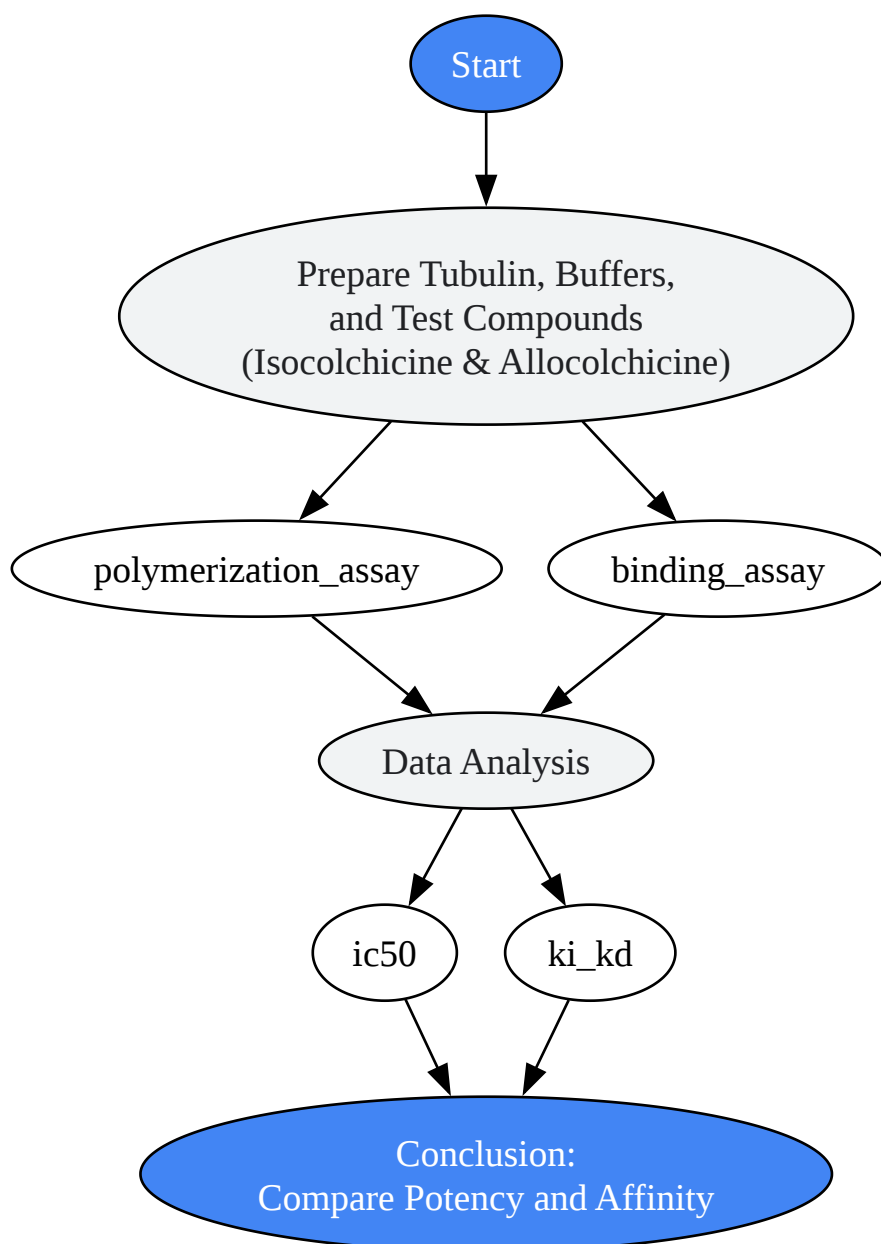 Start
Prepare Tubulin, Buffers,
and Test Compounds
(Isocolchicine & Allocolchicine)
polymerization_assay
binding_assay
Data Analysis
ic50
ki_kd
Conclusion:
Compare Potency and Affinity